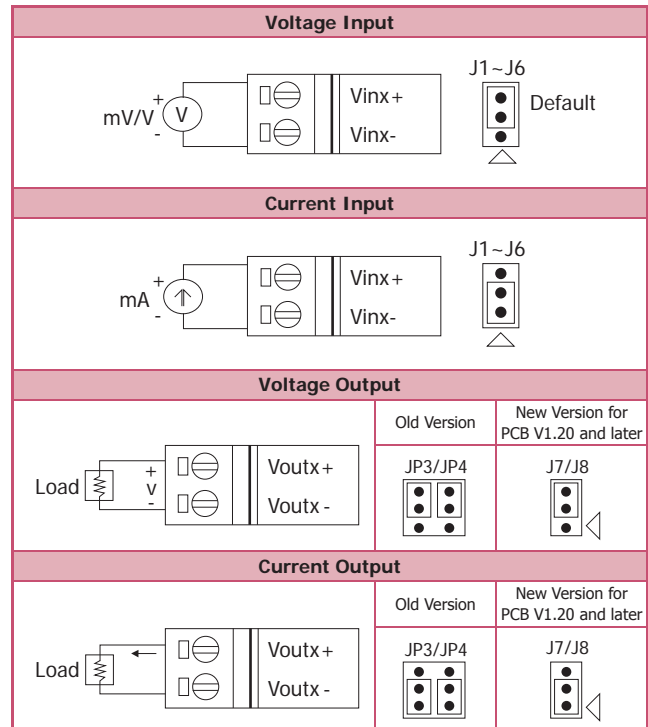 Voltage Input
J1~J6
+
mV/V
V
-
Vinx+
Vinx-
Default
Current Input
J1~J6
+
mA
-
Vinx+
Vinx-
Voltage Output
Old Version
New Version for
PCB V1.20 and later
Load
+
V
-
Voutx+
Voutx -
JP3/JP4
J7/J8
Current Output
Old Version
New Version for
PCB V1.20 and later
Load
Voutx+
Voutx -
JP3/JP4
J7/J8